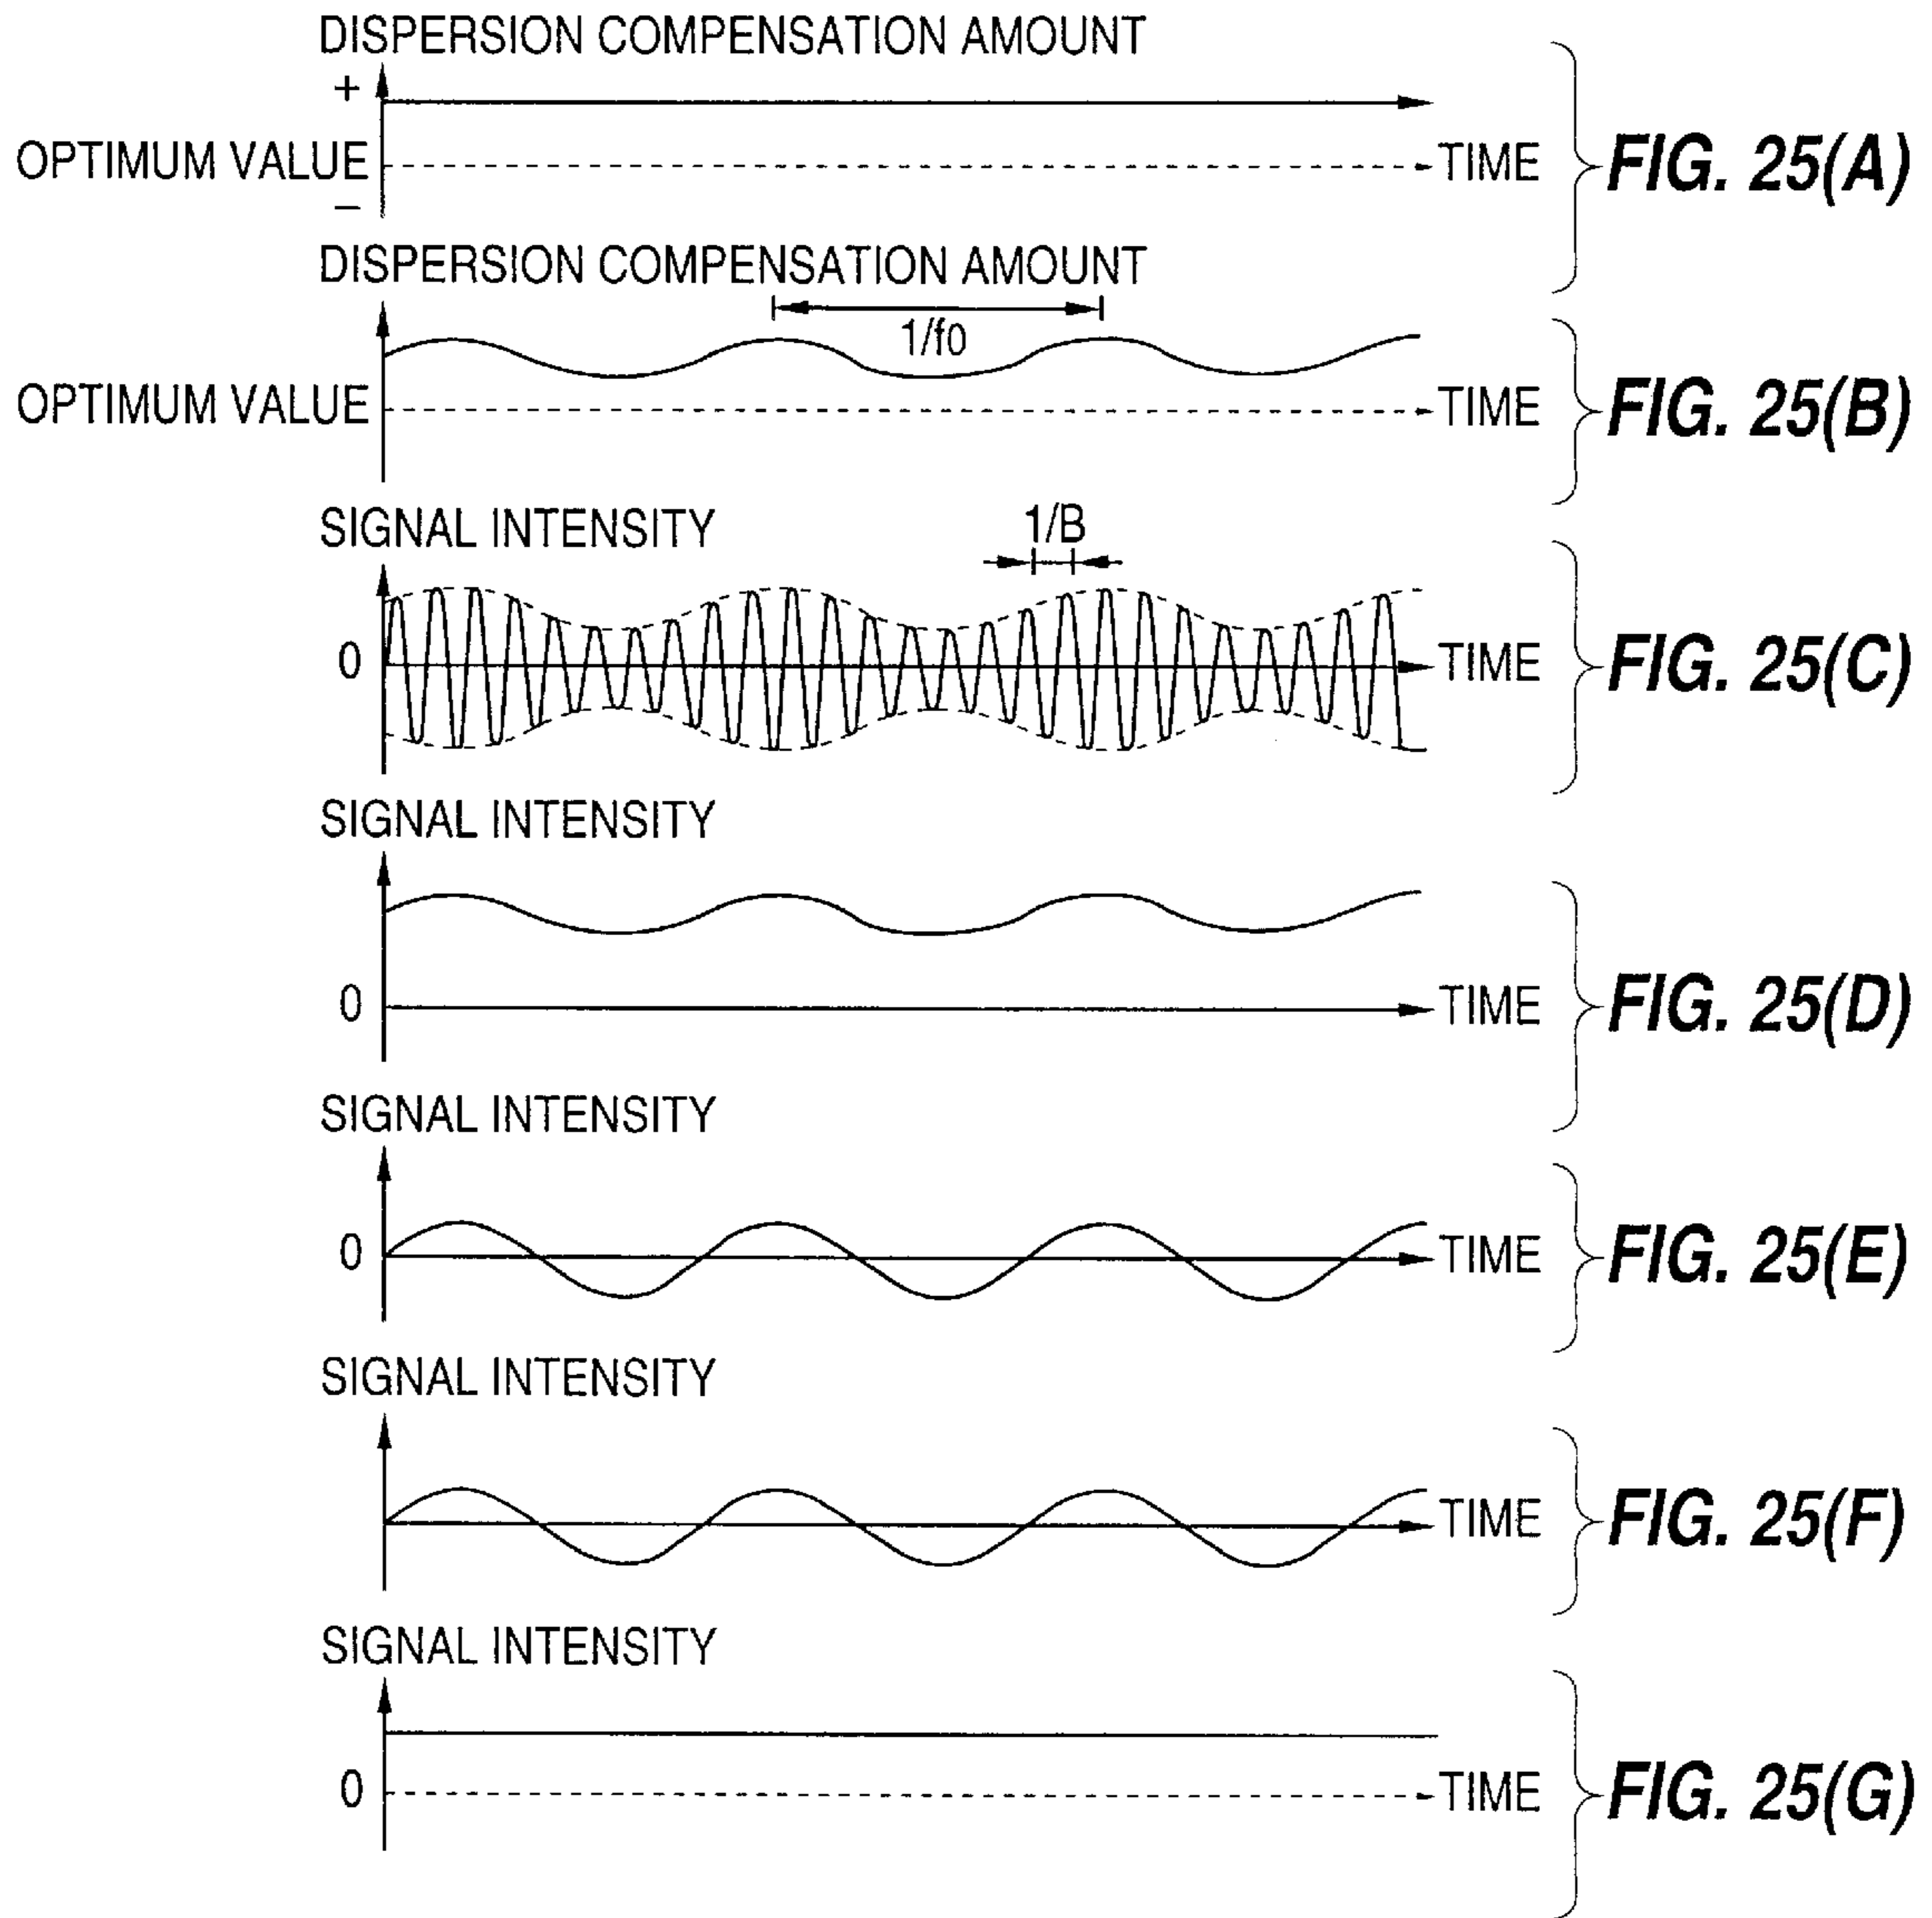 DISPERSION COMPENSATION AMOUNT
+
OPTIMUM VALUE
TIME
FIG. 25(A)
−
DISPERSION COMPENSATION AMOUNT
1/f0
OPTIMUM VALUE
TIME
FIG. 25(B)
SIGNAL INTENSITY
1/B
0
TIME
FIG. 25(C)
SIGNAL INTENSITY
0
TIME
FIG. 25(D)
SIGNAL INTENSITY
0
TIME
FIG. 25(E)
SIGNAL INTENSITY
TIME
FIG. 25(F)
SIGNAL INTENSITY
0
TIME
FIG. 25(G)